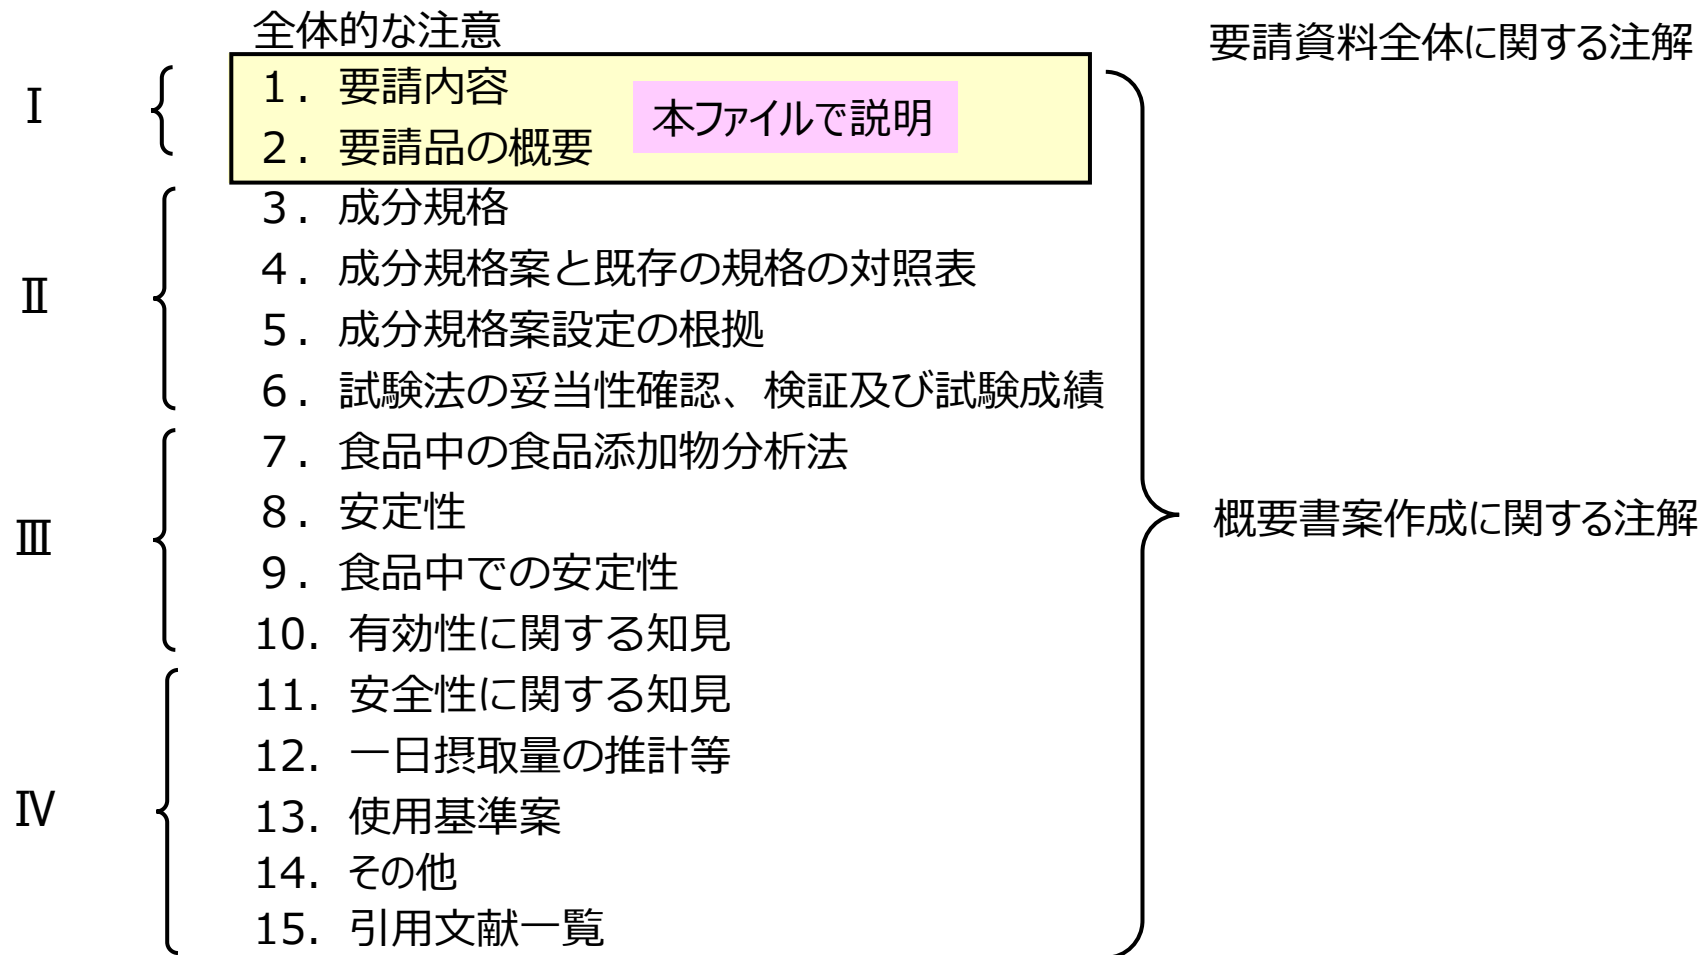 全体的な注意
要請資料全体に関する注解
Ⅰ
１．要請内容
２．要請品の概要
本ファイルで説明
Ⅱ
３．成分規格
４．成分規格案と既存の規格の対照表
５．成分規格案設定の根拠
６．試験法の妥当性確認、検証及び試験成績
Ⅲ
７．食品中の食品添加物分析法
８．安定性
９．食品中での安定性
10．有効性に関する知見
Ⅳ
11．安全性に関する知見
12．一日摂取量の推計等
13．使用基準案
14．その他
15．引用文献一覧
概要書案作成に関する注解